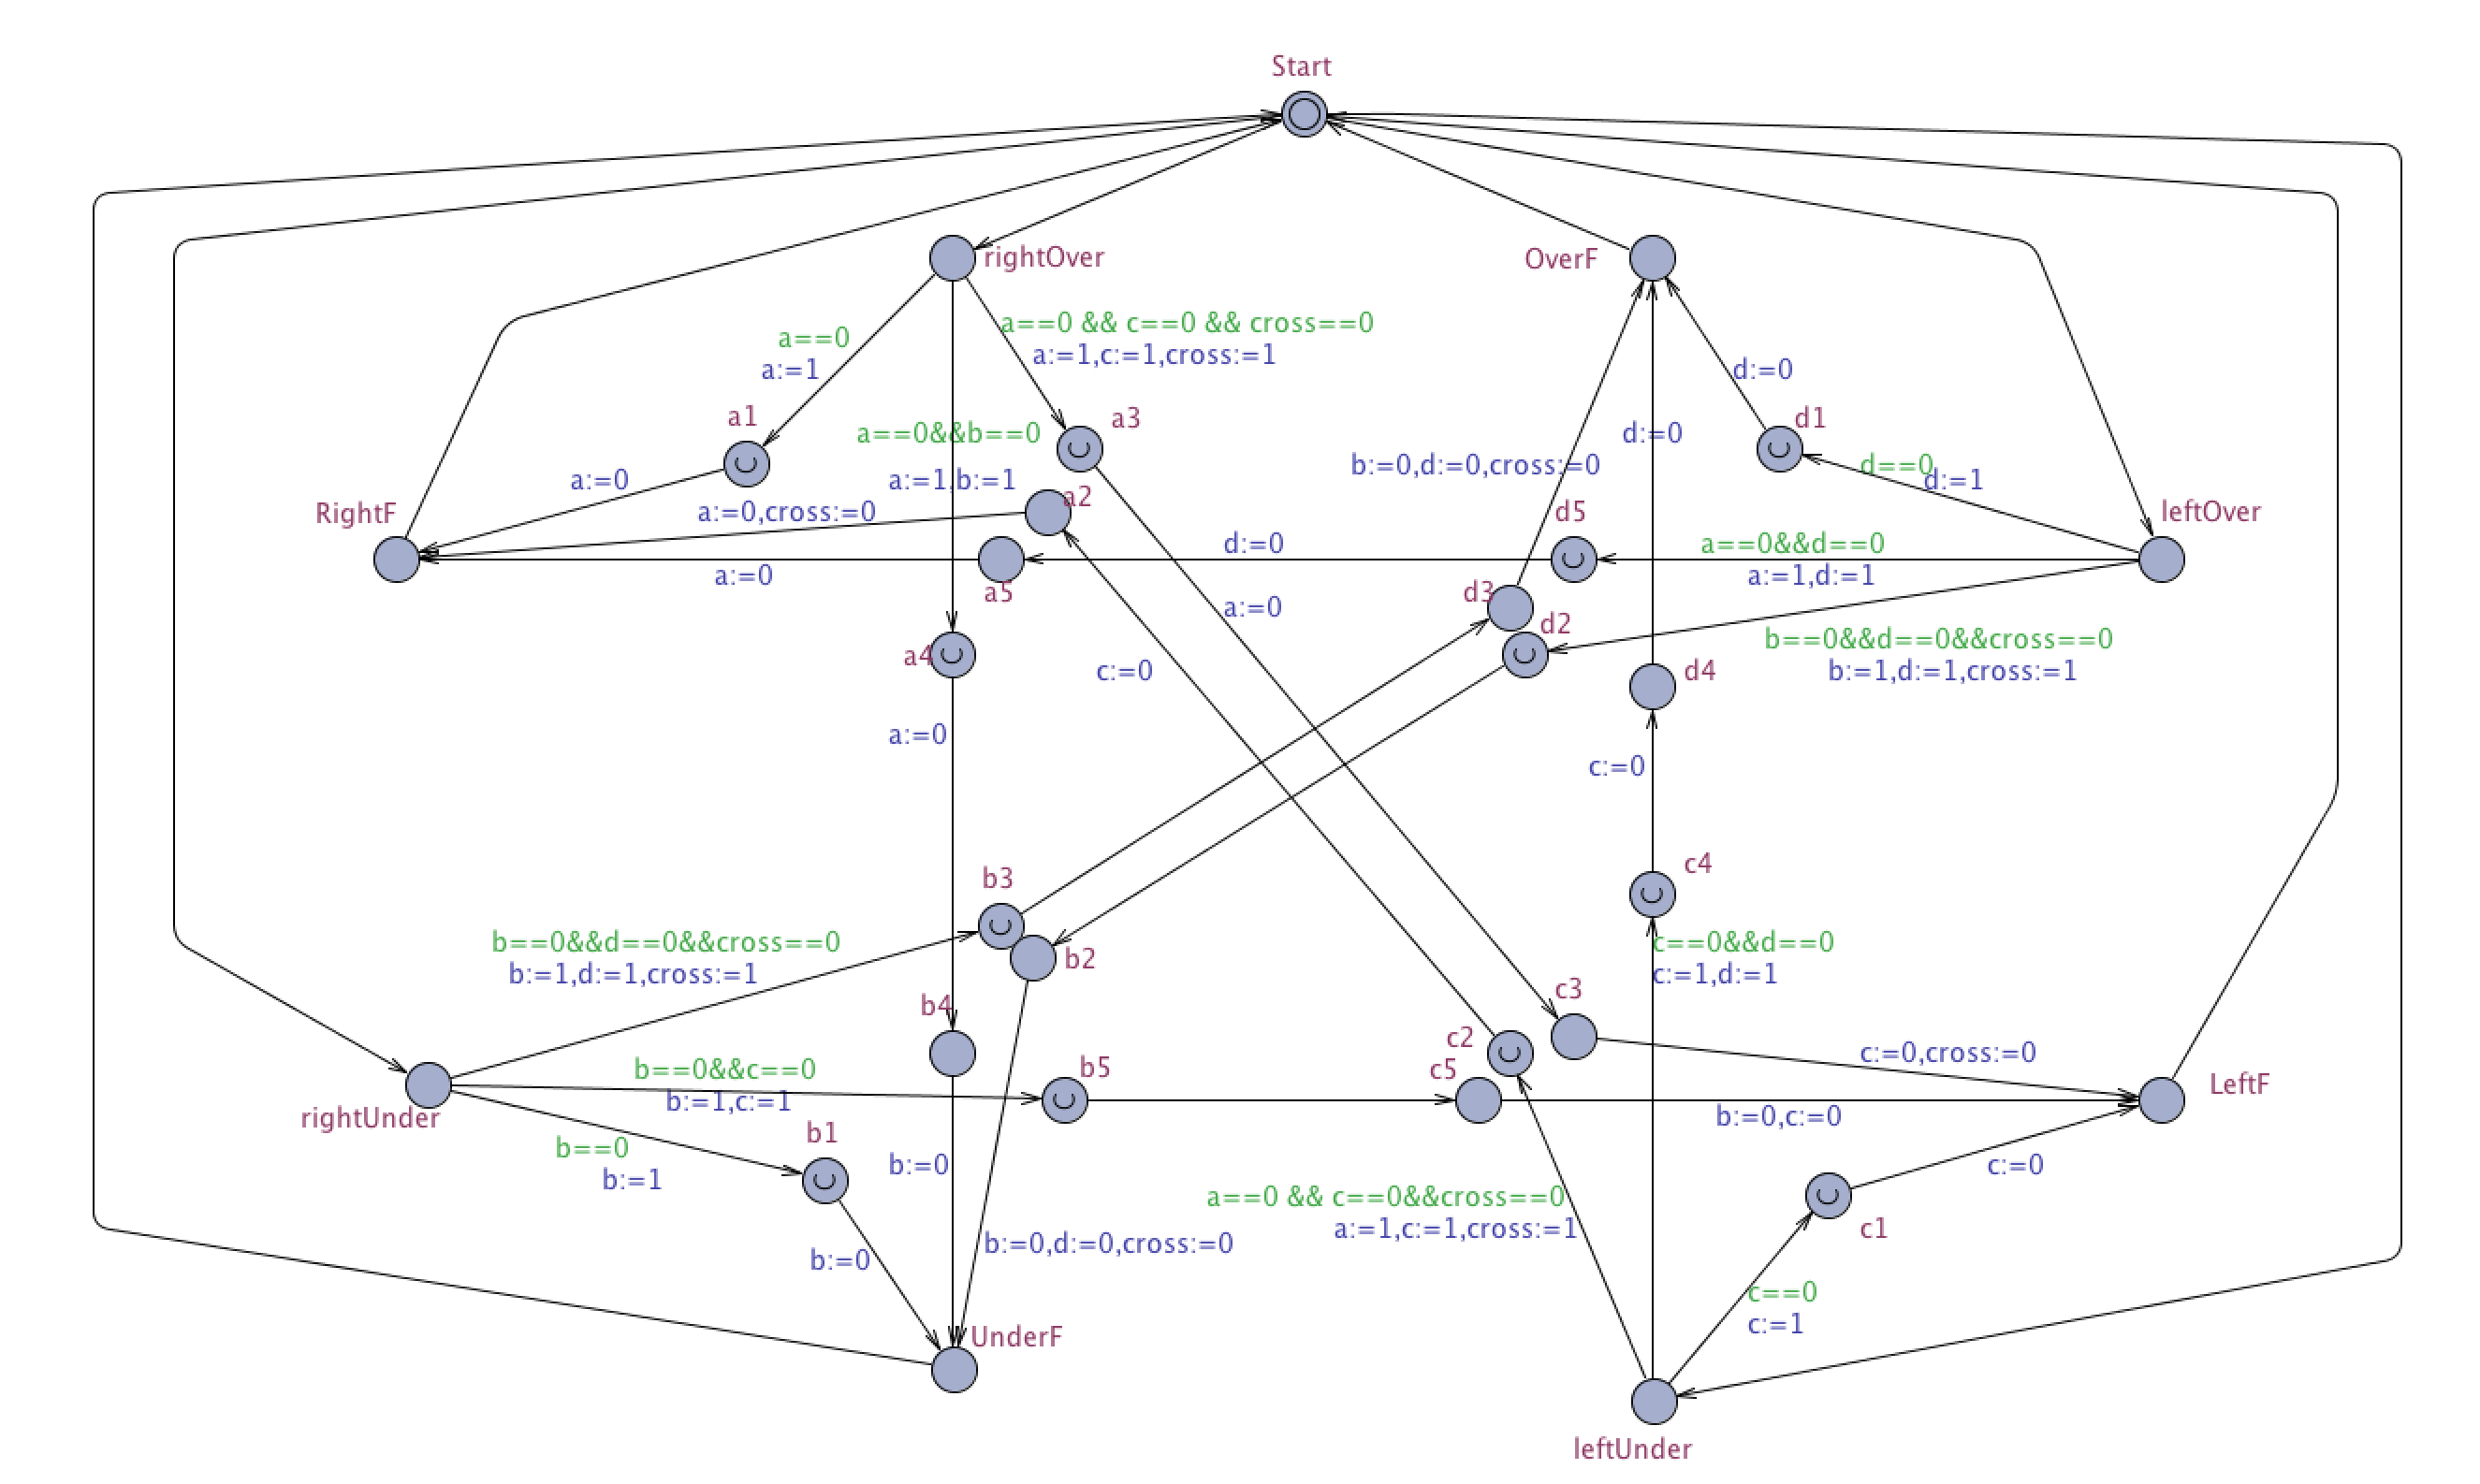 Start
rightOver
OverF
a==0 && c==0 && cross==0
a==0
a:=1,c:=1,cross:=1
a:=1
d:=0
a1
a3
d1
a==0&&b==0
d:=0
b:=0,d:=0,cross:=0
d==0
a:=0
a:=1,b:=1
d:=1
a2
RightF
a:=0,cross:=0
d5
leftOver
d:=0
a==0&&d==0
a:=0
a:=1,d:=1
a5
d3
a:=0
d2
b==0&&d==0&&cross==0
a4
c:=0
d4
b:=1,d:=1,cross:=1
a:=0
c:=0
c4
b3
b==0&&d==0&&cross==0
c==0&&d==0
b2
b:=1,d:=1,cross:=1
c:=1,d:=1
c3
b4
c2
c:=0,cross:=0
b==0&&c==0
b5
c5
LeftF
b:=1,c:=1
rightUnder
b:=0,c:=0
b1
b==0
b:=0
c:=0
b:=1
a==0 && c==0&&cross==0
a:=1,c:=1,cross:=1
c1
b:=0,d:=0,cross:=0
b:=0
c==0
c:=1
UnderF
leftUnder